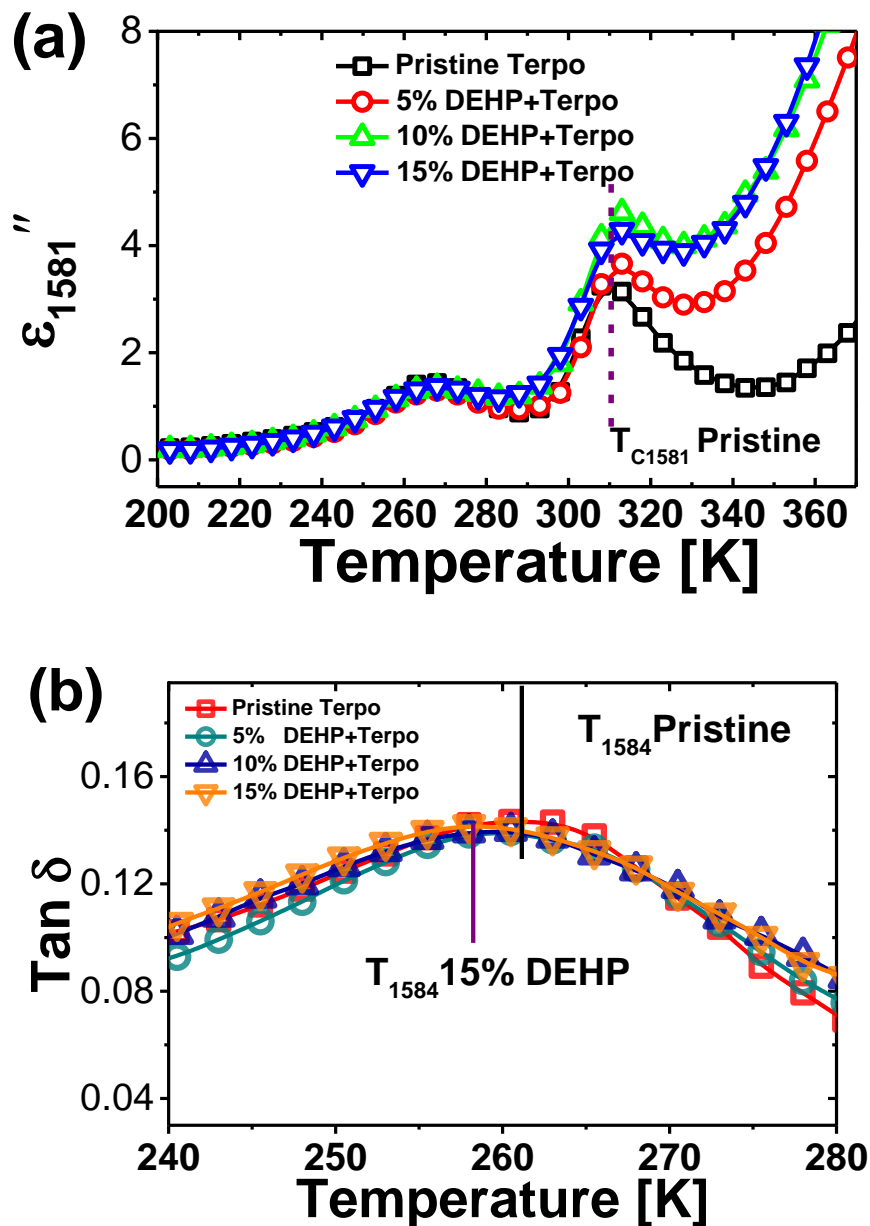 (a)
8
6
4
2
0
ε1581″
Pristine Terpo
5% DEHP+Terpo
10% DEHP+Terpo
15% DEHP+Terpo
TC1581 Pristine
200 220 240 260 280 300 320 340 360
Temperature [K]
(b)
0.16
0.12
0.08
0.04
Tan δ
Pristine Terpo
5% DEHP+Terpo
10% DEHP+Terpo
15% DEHP+Terpo
T1584Pristine
T158415% DEHP
240 250 260 270 280
Temperature [K]